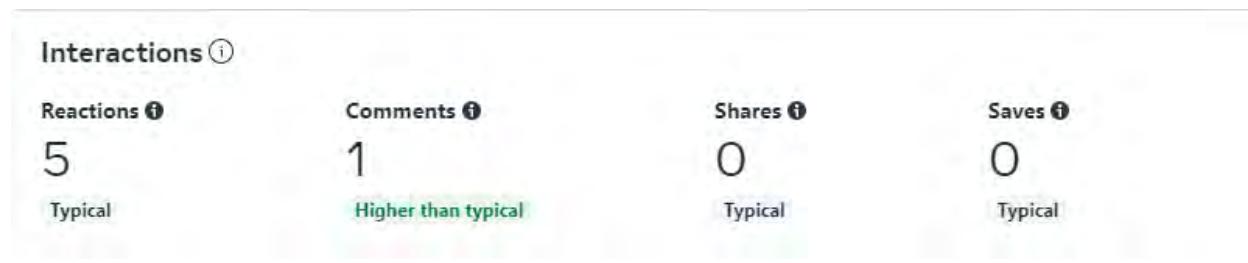 Interactions
Reactions Comments Shares Saves
5 1 0 0
Typical Higher than typical Typical Typical